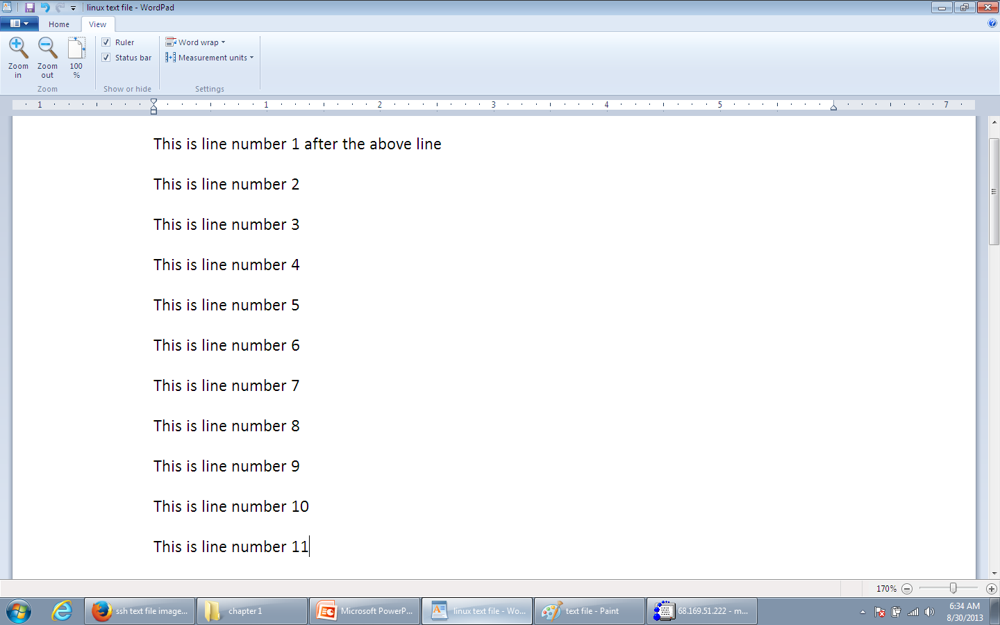 linux text file - WordPad
Home View
Zoom in
Zoom out
100 %
Ruler
Status bar
Word wrap
Measurement units
Zoom
Show or hide
Settings
1 1 2 3 4 5 7
This is line number 1 after the above line
This is line number 2
This is line number 3
This is line number 4
This is line number 5
This is line number 6
This is line number 7
This is line number 8
This is line number 9
This is line number 10
This is line number 11
170%
ssh text file image...
chapter 1
Microsoft PowerP...
linux text file - Wo...
text file - Paint
68.169.51.222 - m...
6:34 AM
8/30/2013